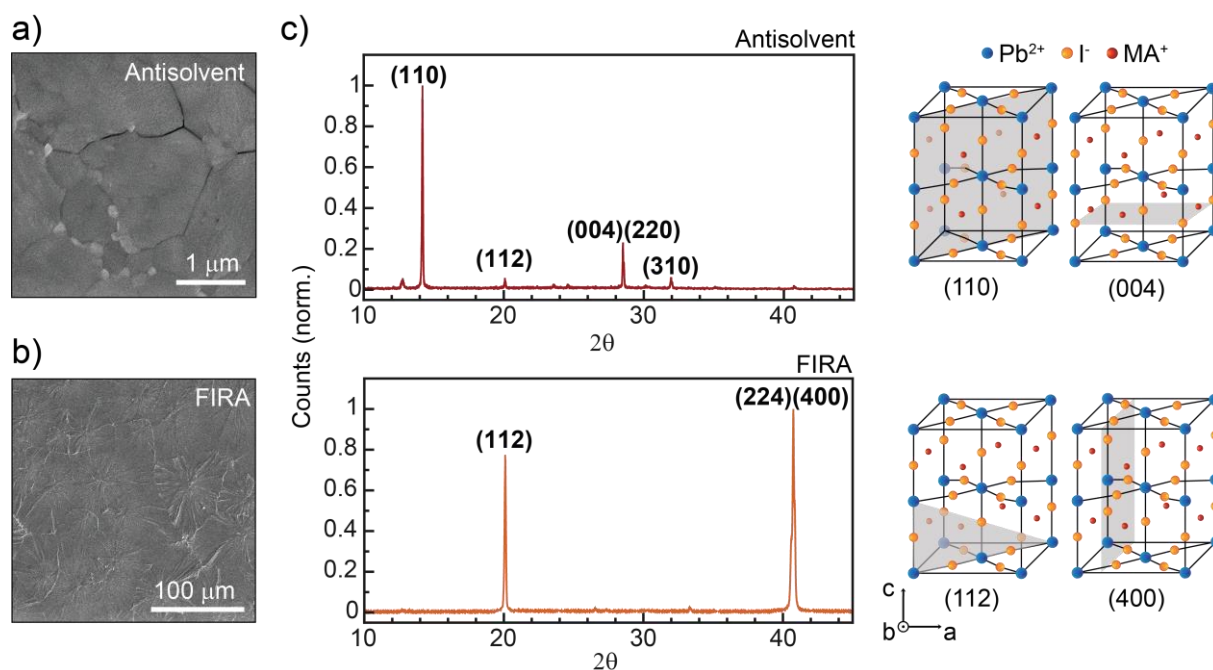 a)
Antisolvent
1 μm
b)
FIRA
100 μm
c)
Counts (norm.)
Antisolvent
(110)
(112)
(004)(220)
(310)
1
0.8
0.6
0.4
0.2
0
10 20 30 40
2θ
FIRA
(112)
(224)(400)
1
0.8
0.6
0.4
0.2
0
10 20 30 40
2θ
Pb²⁺ I⁻ MA⁺
(110) (004)
(112) (400)
c
b a